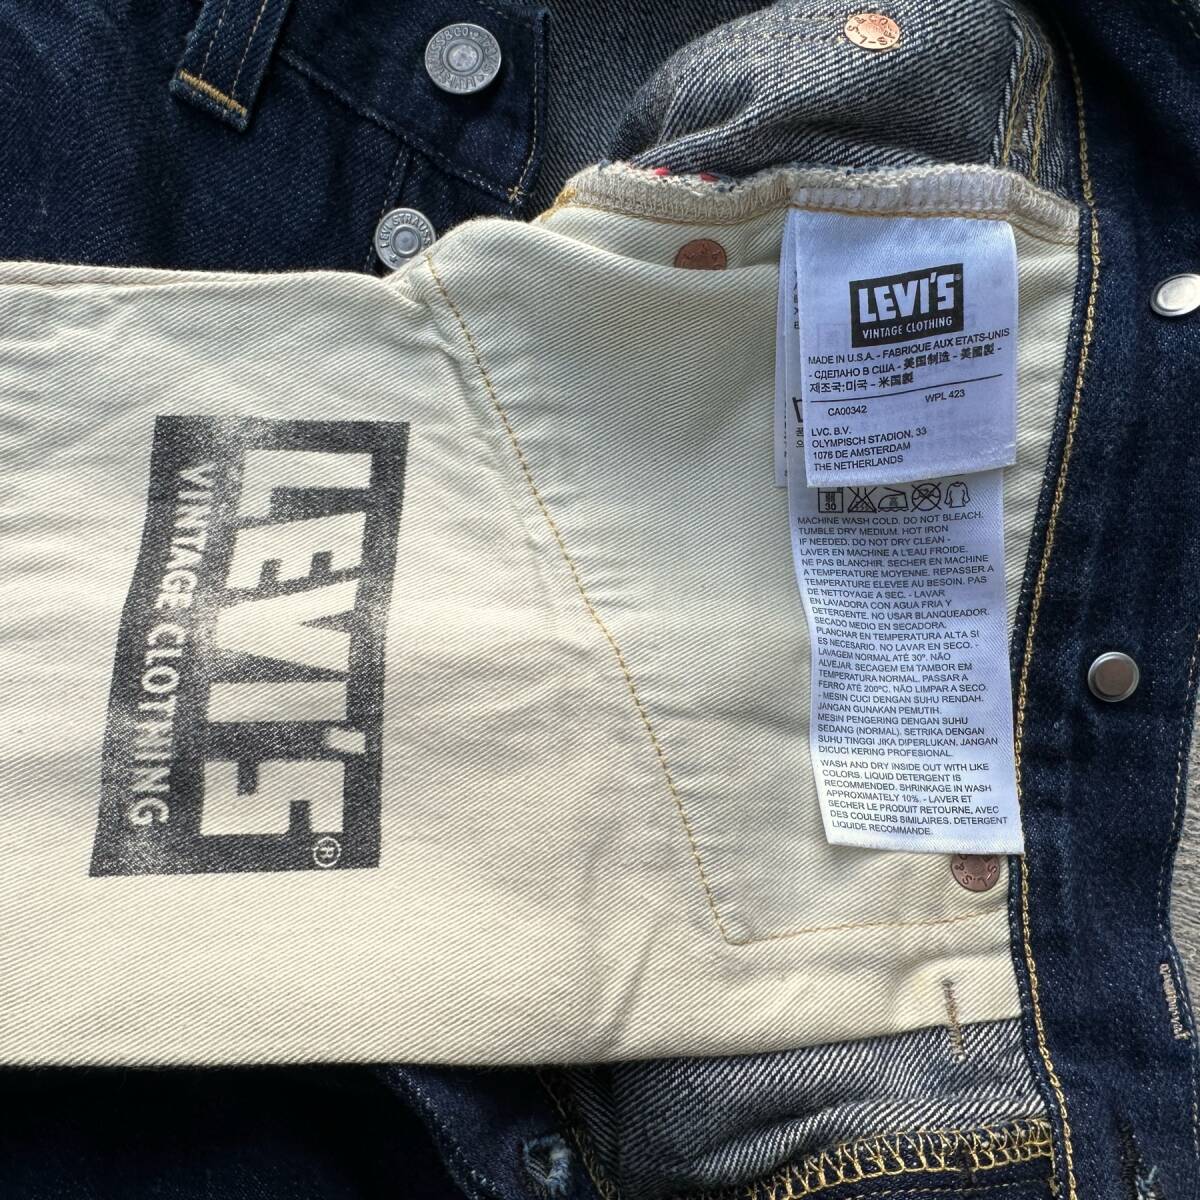 LEVI'S®
VINTAGE CLOTHING
MADE IN U.S.A. - FABRIQUE AUX ETATS-UNIS
- СДЕЛАНО В США - 美国制造 - 美國製 -
제조국:미국 - 米国製
CA00342 WPL 423
LVC. B.V.
OLYMPISCH STADION, 33
1076 DE AMSTERDAM
THE NETHERLANDS
30
MACHINE WASH COLD. DO NOT BLEACH.
TUMBLE DRY MEDIUM. HOT IRON
IF NEEDED. DO NOT DRY CLEAN -
LAVER EN MACHINE A L'EAU FROIDE.
NE PAS BLANCHIR. SECHER EN MACHINE
A TEMPERATURE MOYENNE. REPASSER A
TEMPERATURE ELEVEE AU BESOIN. PAS
DE NETTOYAGE A SEC. - LAVAR
EN LAVADORA CON AGUA FRIA Y
DETERGENTE. NO USAR BLANQUEADOR.
SECADO MEDIO EN SECADORA.
PLANCHAR EN TEMPERATURA ALTA SI
ES NECESARIO. NO LAVAR EN SECO. -
LAVAGEM NORMAL ATÉ 30°. NÃO
ALVEJAR. SECAGEM EM TAMBOR EM
TEMPERATURA NORMAL. PASSAR A
FERRO ATÉ 200ºC. NÃO LIMPAR A SECO.
- MESIN CUCI DENGAN SUHU RENDAH.
JANGAN GUNAKAN PEMUTIH.
MESIN PENGERING DENGAN SUHU
SEDANG (NORMAL). SETRIKA DENGAN
SUHU TINGGI JIKA DIPERLUKAN. JANGAN
DICUCI KERING PROFESIONAL.
WASH AND DRY INSIDE OUT WITH LIKE
COLORS. LIQUID DETERGENT IS
RECOMMENDED. SHRINKAGE IN WASH
APPROXIMATELY 10%. - LAVER ET
SECHER LE PRODUIT RETOURNE, AVEC
DES COULEURS SIMILAIRES. DETERGENT
LIQUIDE RECOMMANDE.
LEVI'S®
VINTAGE CLOTHING